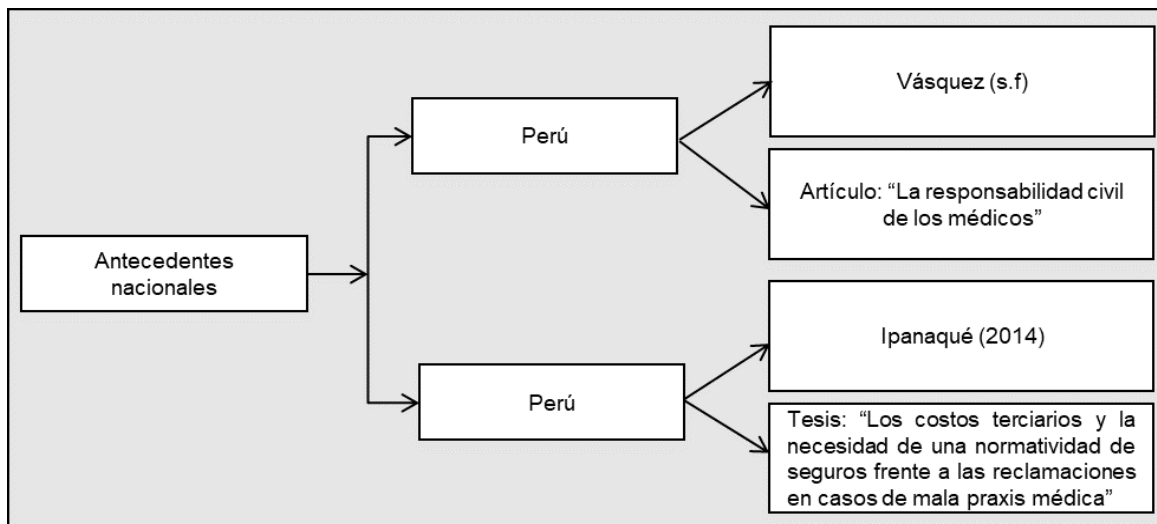 Antecedentes
nacionales
Perú
Vásquez (s.f)
Artículo: “La responsabilidad civil
de los médicos”
Perú
Ipanaqué (2014)
Tesis: “Los costos terciarios y la
necesidad de una normatividad de
seguros frente a las reclamaciones
en casos de mala praxis médica”